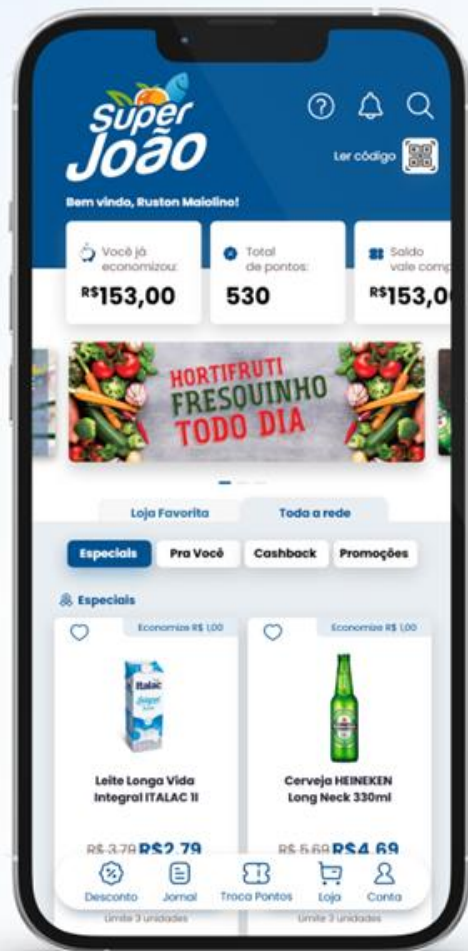 Super
João
Ler código
Bem vindo, Ruston Maiolino!
Você já
economizou:
R$153,00
Total
de pontos:
530
Saldo
vale comp
R$153,0
HORTIFRUTI
FRESQUINHO
TODO DIA
Loja Favorita
Toda a rede
Especiais
Pra Você
Cashback
Promoções
Especiais
Economize R$ 1,00
Economize R$ 1,00
Italac
HEINEKEN
Leite Longa Vida
Integral ITALAC 1l
Cerveja HEINEKEN
Long Neck 330ml
R$ 3.79 R$2.79
R$ 5.69 R$4.69
Desconto
Jornal
Troca Pontos
Loja
Conta
Limite 3 unidades
Limite 3 unidades